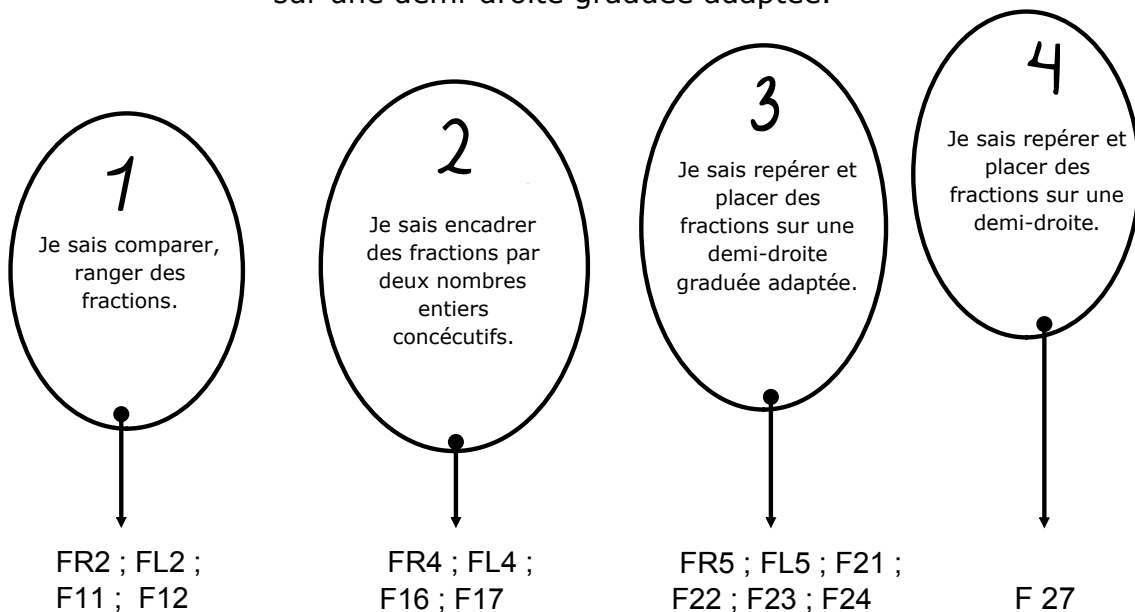 sur une demi-droite graduée adaptée.
1
Je sais comparer,
ranger des
fractions.
FR2 ; FL2 ;
F11 ; F12
2
Je sais encadrer
des fractions par
deux nombres
entiers
concécutifs.
FR4 ; FL4 ;
F16 ; F17
3
Je sais repérer et
placer des
fractions sur une
demi-droite
graduée adaptée.
FR5 ; FL5 ; F21 ;
F22 ; F23 ; F24
4
Je sais repérer et
placer des
fractions sur une
demi-droite.
F 27